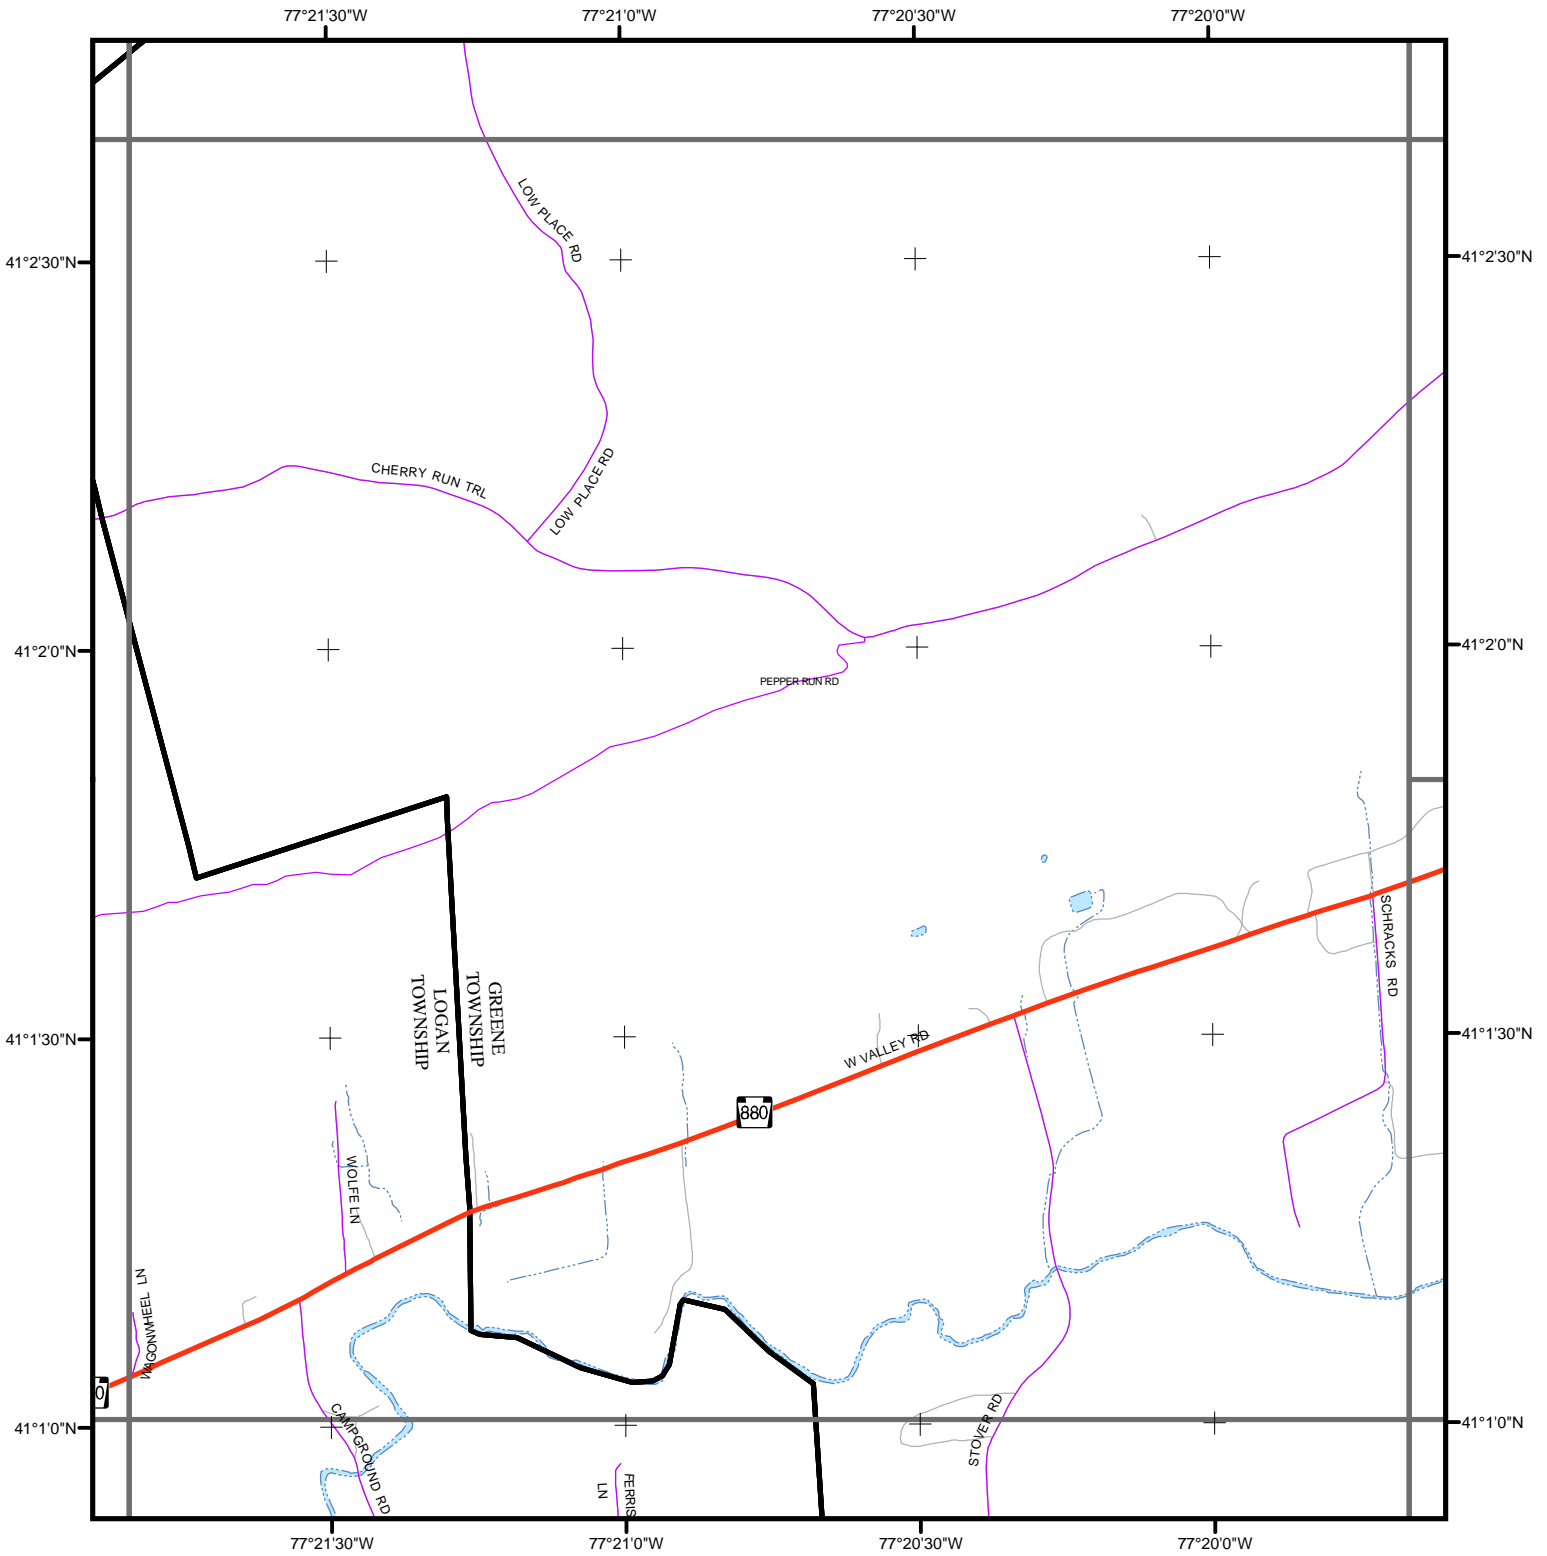 77°21'30"W 77°21'0"W 77°20'30"W 77°20'0"W
LOW PLACE RD
41°2'30"N 41°2'30"N
CHERRY RUN TRL
LOW PLACE RD
41°2'0"N 41°2'0"N
PEPPER RUN RD
SCHRACKS RD
GREENE
TOWNSHIP
LOGAN
TOWNSHIP
41°1'30"N 41°1'30"N
W VALLEY RD
880
WOLFE LN
WAGONWHEEL LN
0
41°1'0"N 41°1'0"N
CAMPGROUND RD
STOVER RD
FERRIS
LN
77°21'30"W 77°21'0"W 77°20'30"W 77°20'0"W